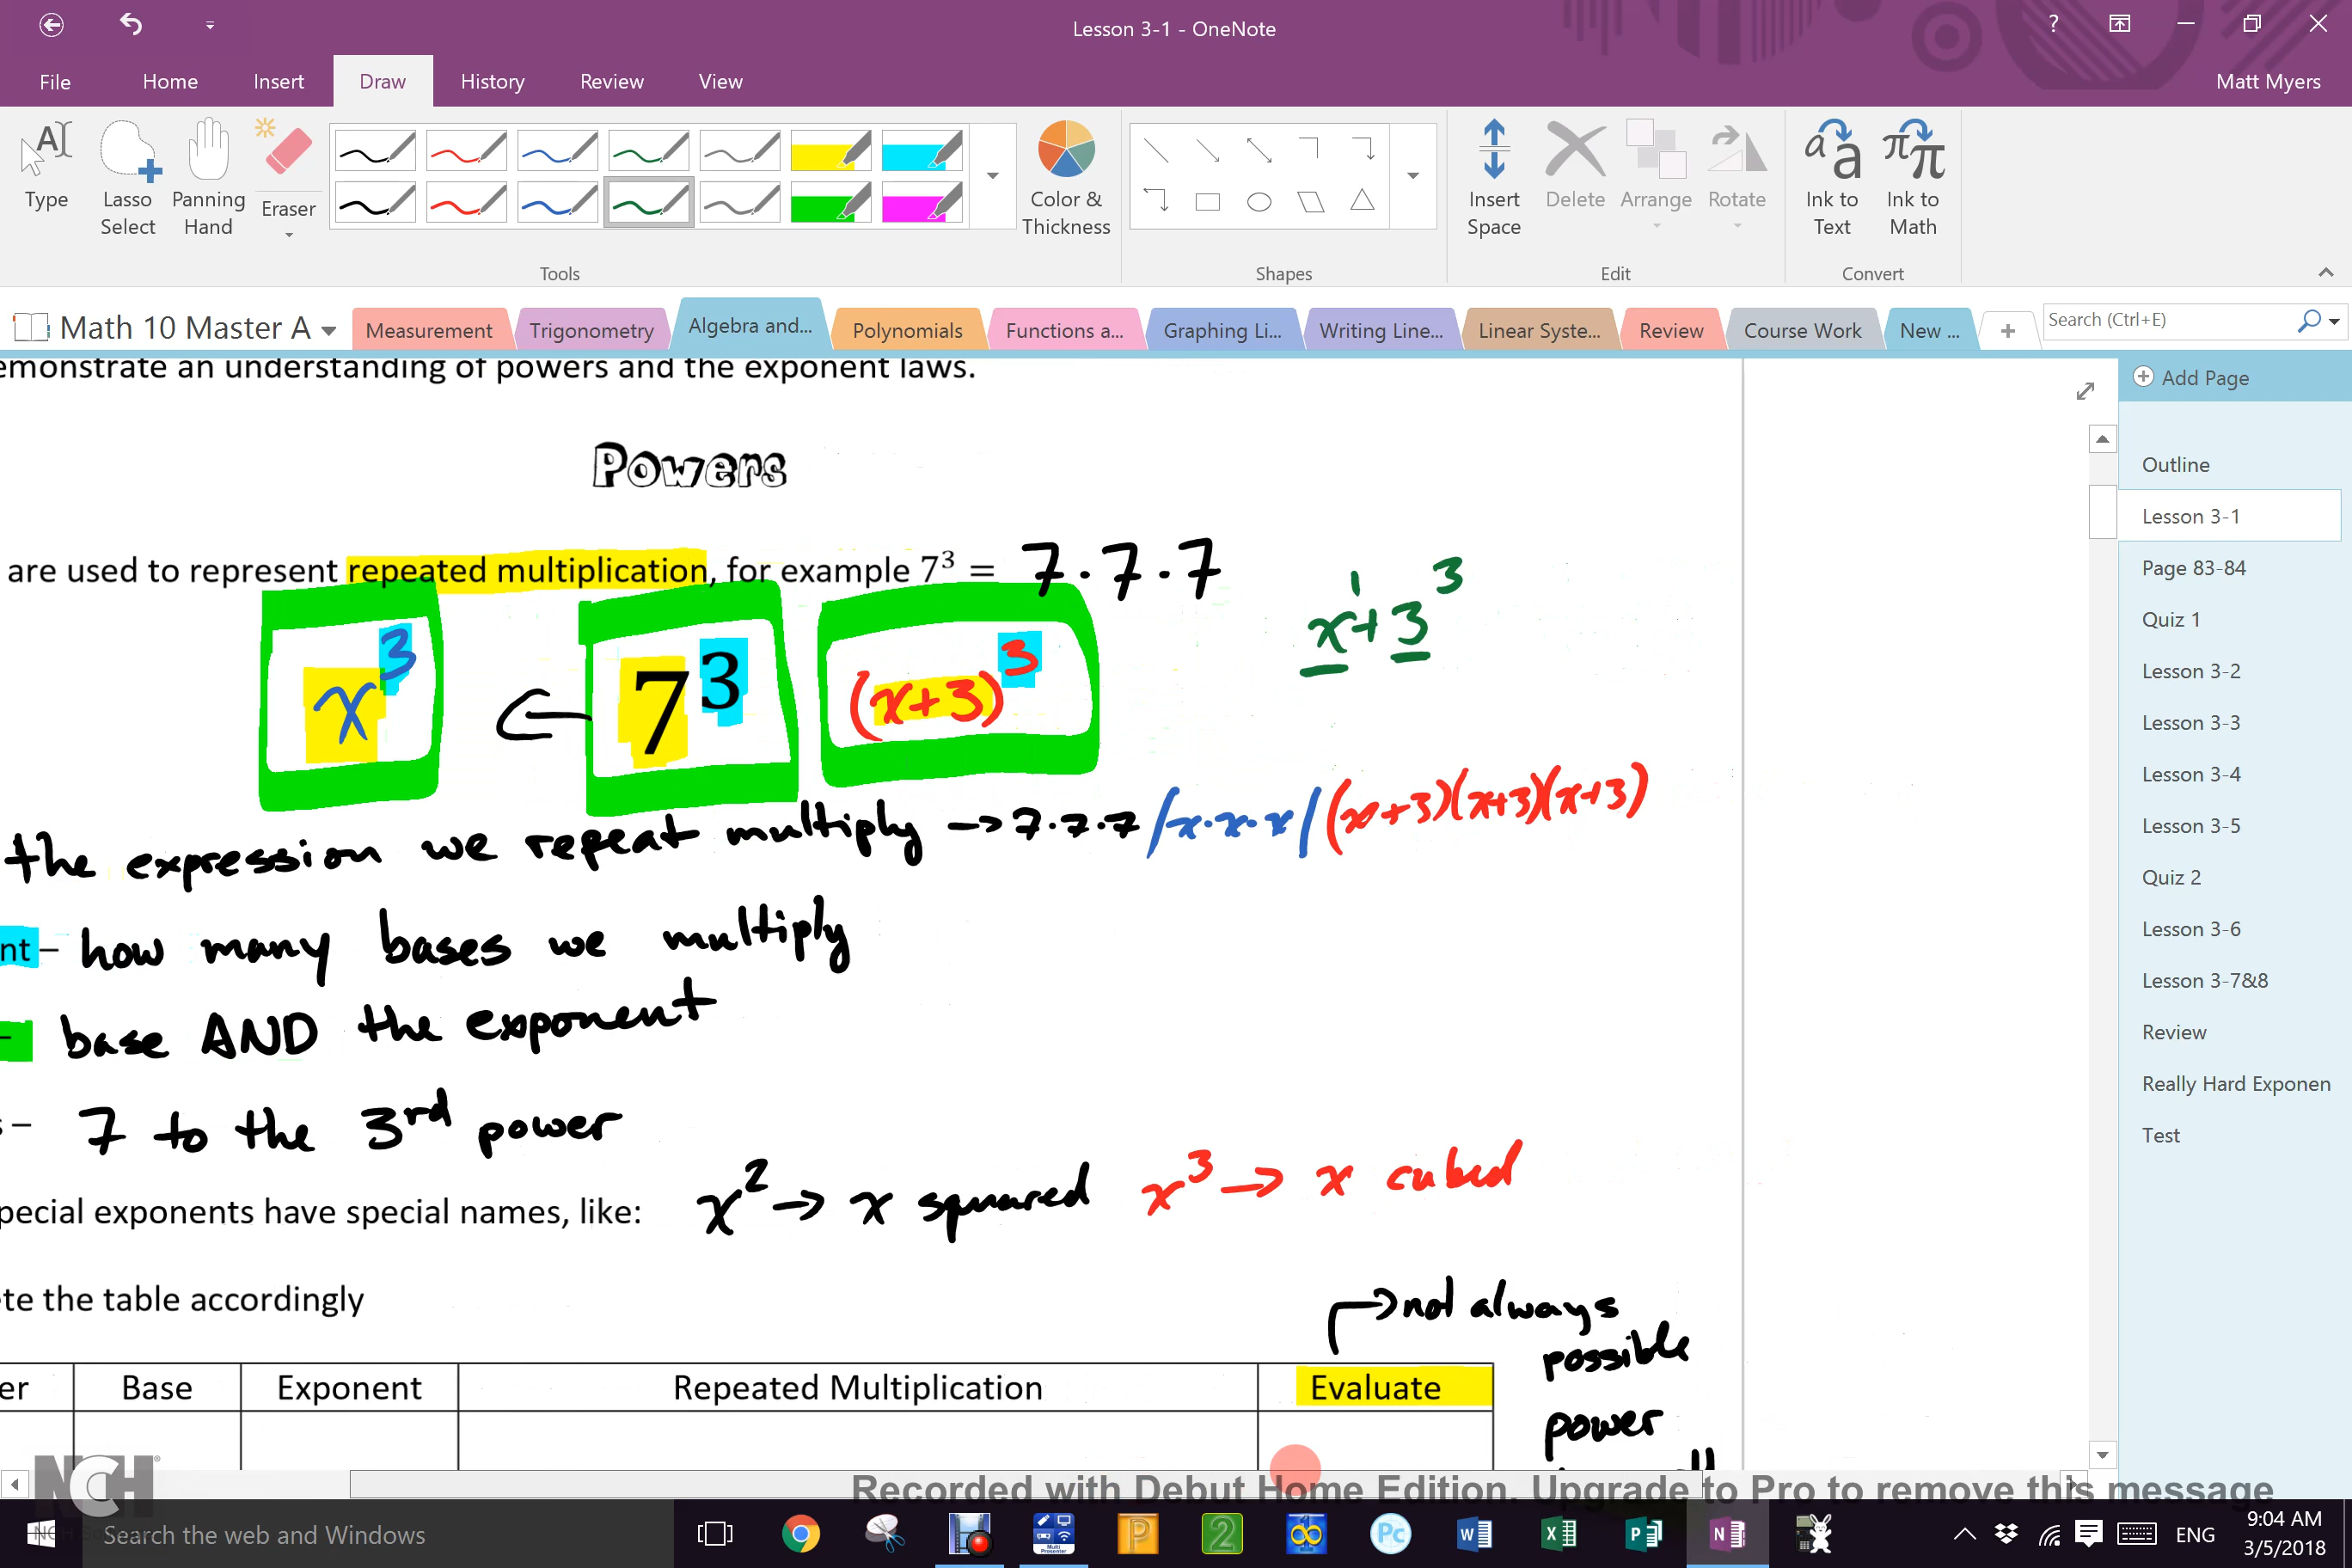 Lesson 3-1 - OneNote
?
File Home Insert Draw History Review View
Matt Myers
Type
Lasso Select
Panning Hand
Eraser
Color & Thickness
Insert Space
Delete
Arrange
Rotate
Ink to Text
Ink to Math
Tools
Shapes
Edit
Convert
Math 10 Master A
Measurement
Trigonometry
Algebra and...
Polynomials
Functions a...
Graphing Li...
Writing Line...
Linear Syste...
Review
Course Work
New ...
+
Search (Ctrl+E)
emonstrate an understanding of powers and the exponent laws.
Powers
are used to represent repeated multiplication, for example 7³ = 7·7·7
x¹+3³
x³ 7³ (x+3)³
the expression we repeat multiply → 7·7·7 / x·x·x / (x+3)(x+3)(x+3)
nt – how many bases we multiply
– base AND the exponent
s – 7 to the 3rd power
pecial exponents have special names, like: x² → x squared x³ → x cubed
te the table accordingly
→ not always
possible
power
er Base Exponent Repeated Multiplication Evaluate
Add Page
Outline
Lesson 3-1
Page 83-84
Quiz 1
Lesson 3-2
Lesson 3-3
Lesson 3-4
Lesson 3-5
Quiz 2
Lesson 3-6
Lesson 3-7&8
Review
Really Hard Exponen
Test
NCH
Recorded with Debut Home Edition. Upgrade to Pro to remove this message
Search the web and Windows
ENG
9:04 AM
3/5/2018